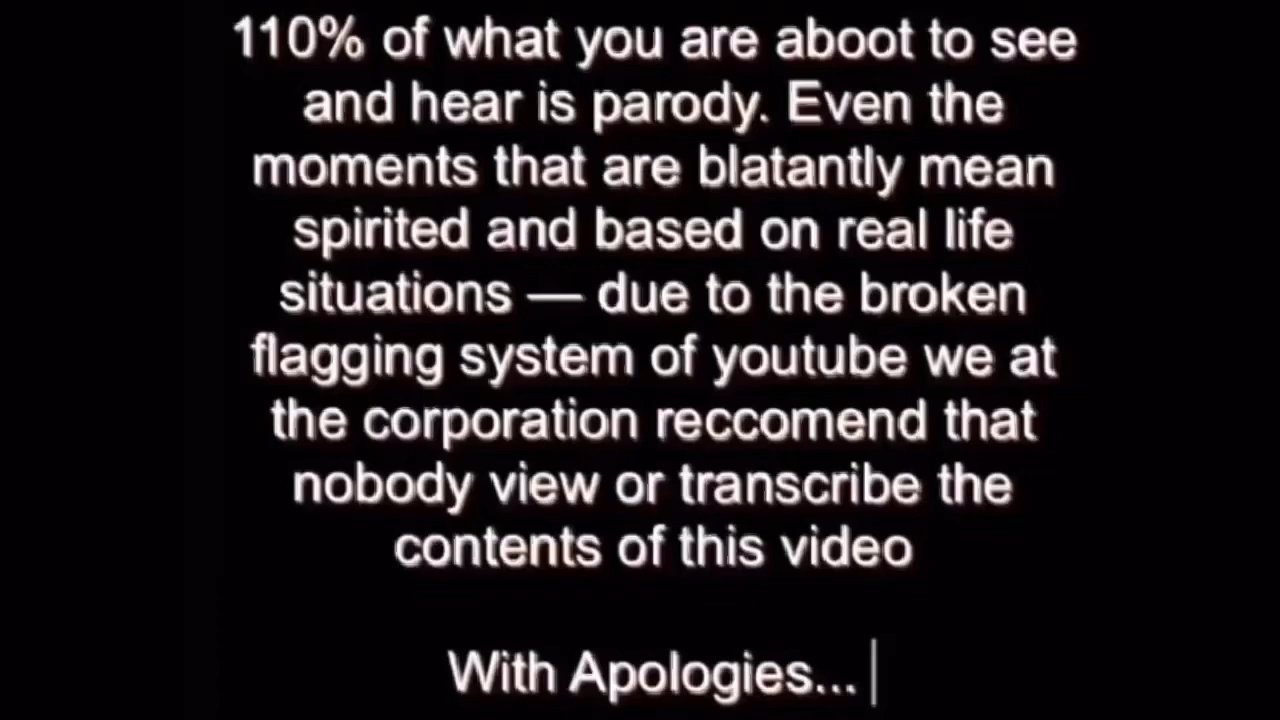 110% of what you are aboot to see
and hear is parody. Even the
moments that are blatantly mean
spirited and based on real life
situations — due to the broken
flagging system of youtube we at
the corporation reccomend that
nobody view or transcribe the
contents of this video
With Apologies...